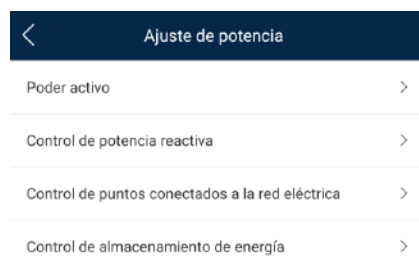 Ajuste de potencia
Poder activo
Control de potencia reactiva
Control de puntos conectados a la red eléctrica
Control de almacenamiento de energía